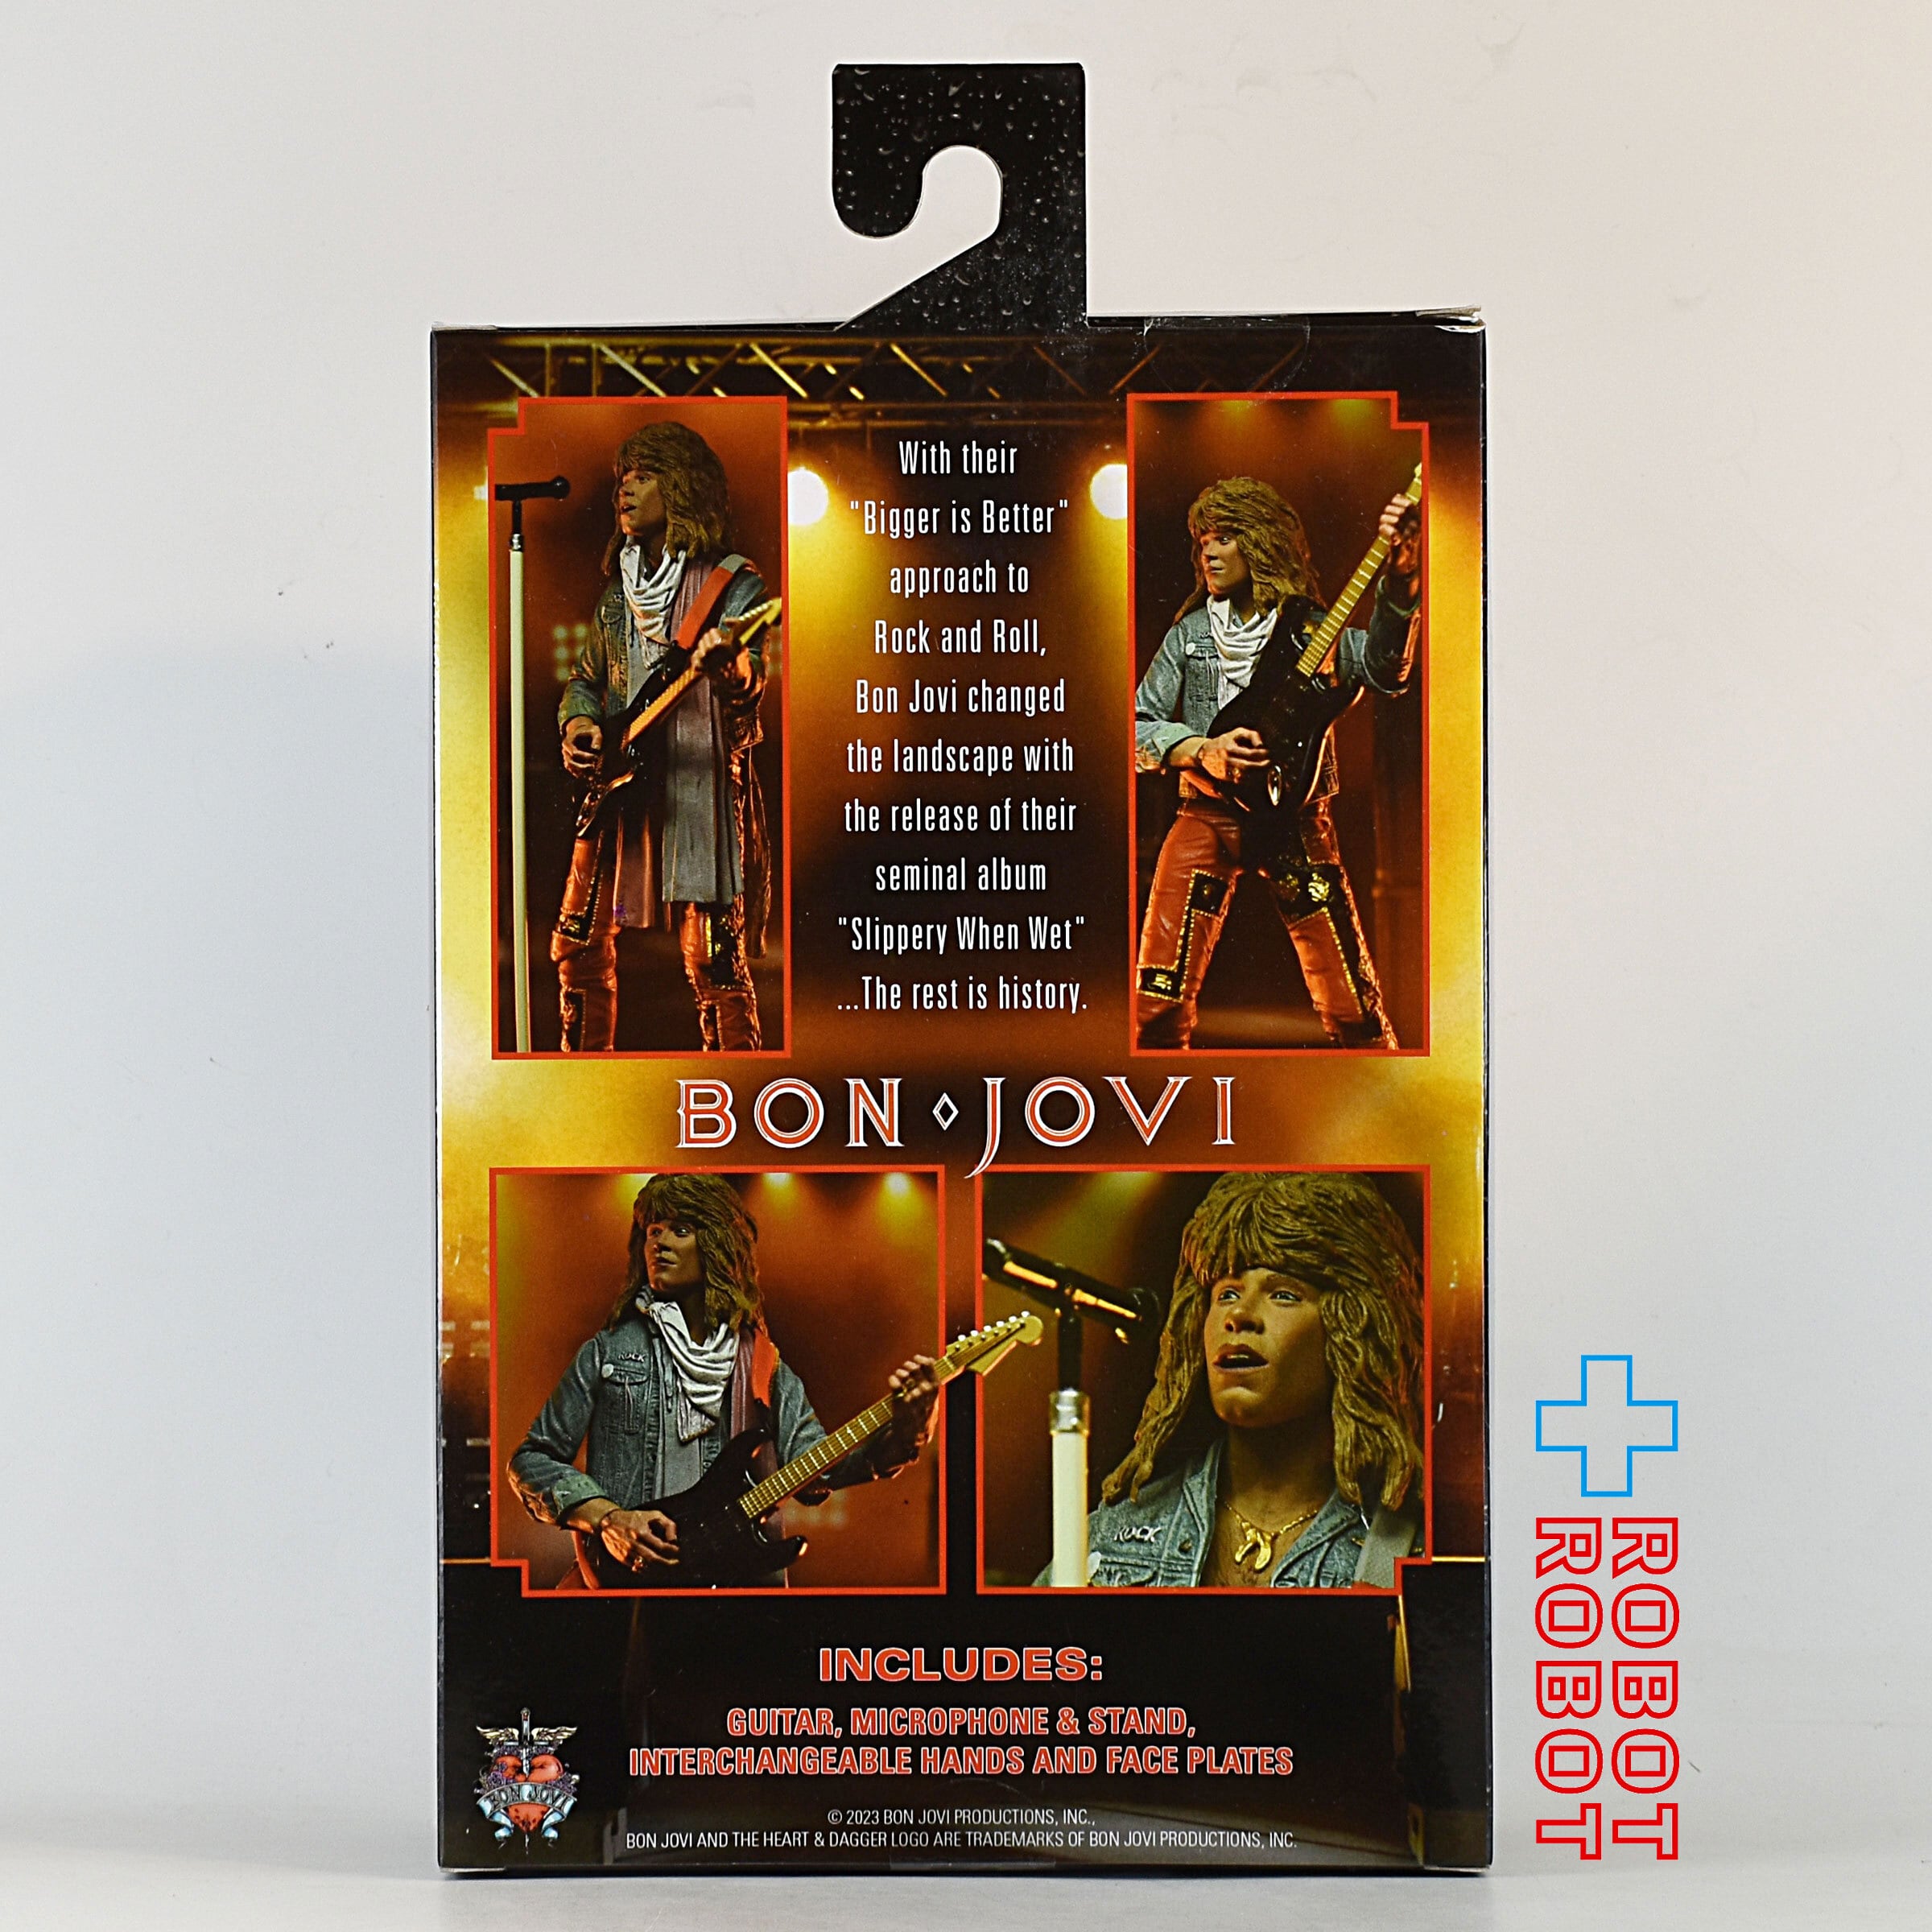 With their
"Bigger is Better"
approach to
Rock and Roll,
Bon Jovi changed
the landscape with
the release of their
seminal album
"Slippery When Wet"
...The rest is history.
BON JOVI
ROCK
ROCK
INCLUDES:
GUITAR, MICROPHONE & STAND,
INTERCHANGEABLE HANDS AND FACE PLATES
BON JOVI
© 2023 BON JOVI PRODUCTIONS, INC.,
BON JOVI AND THE HEART & DAGGER LOGO ARE TRADEMARKS OF BON JOVI PRODUCTIONS, INC.
ROBOT
ROBOT